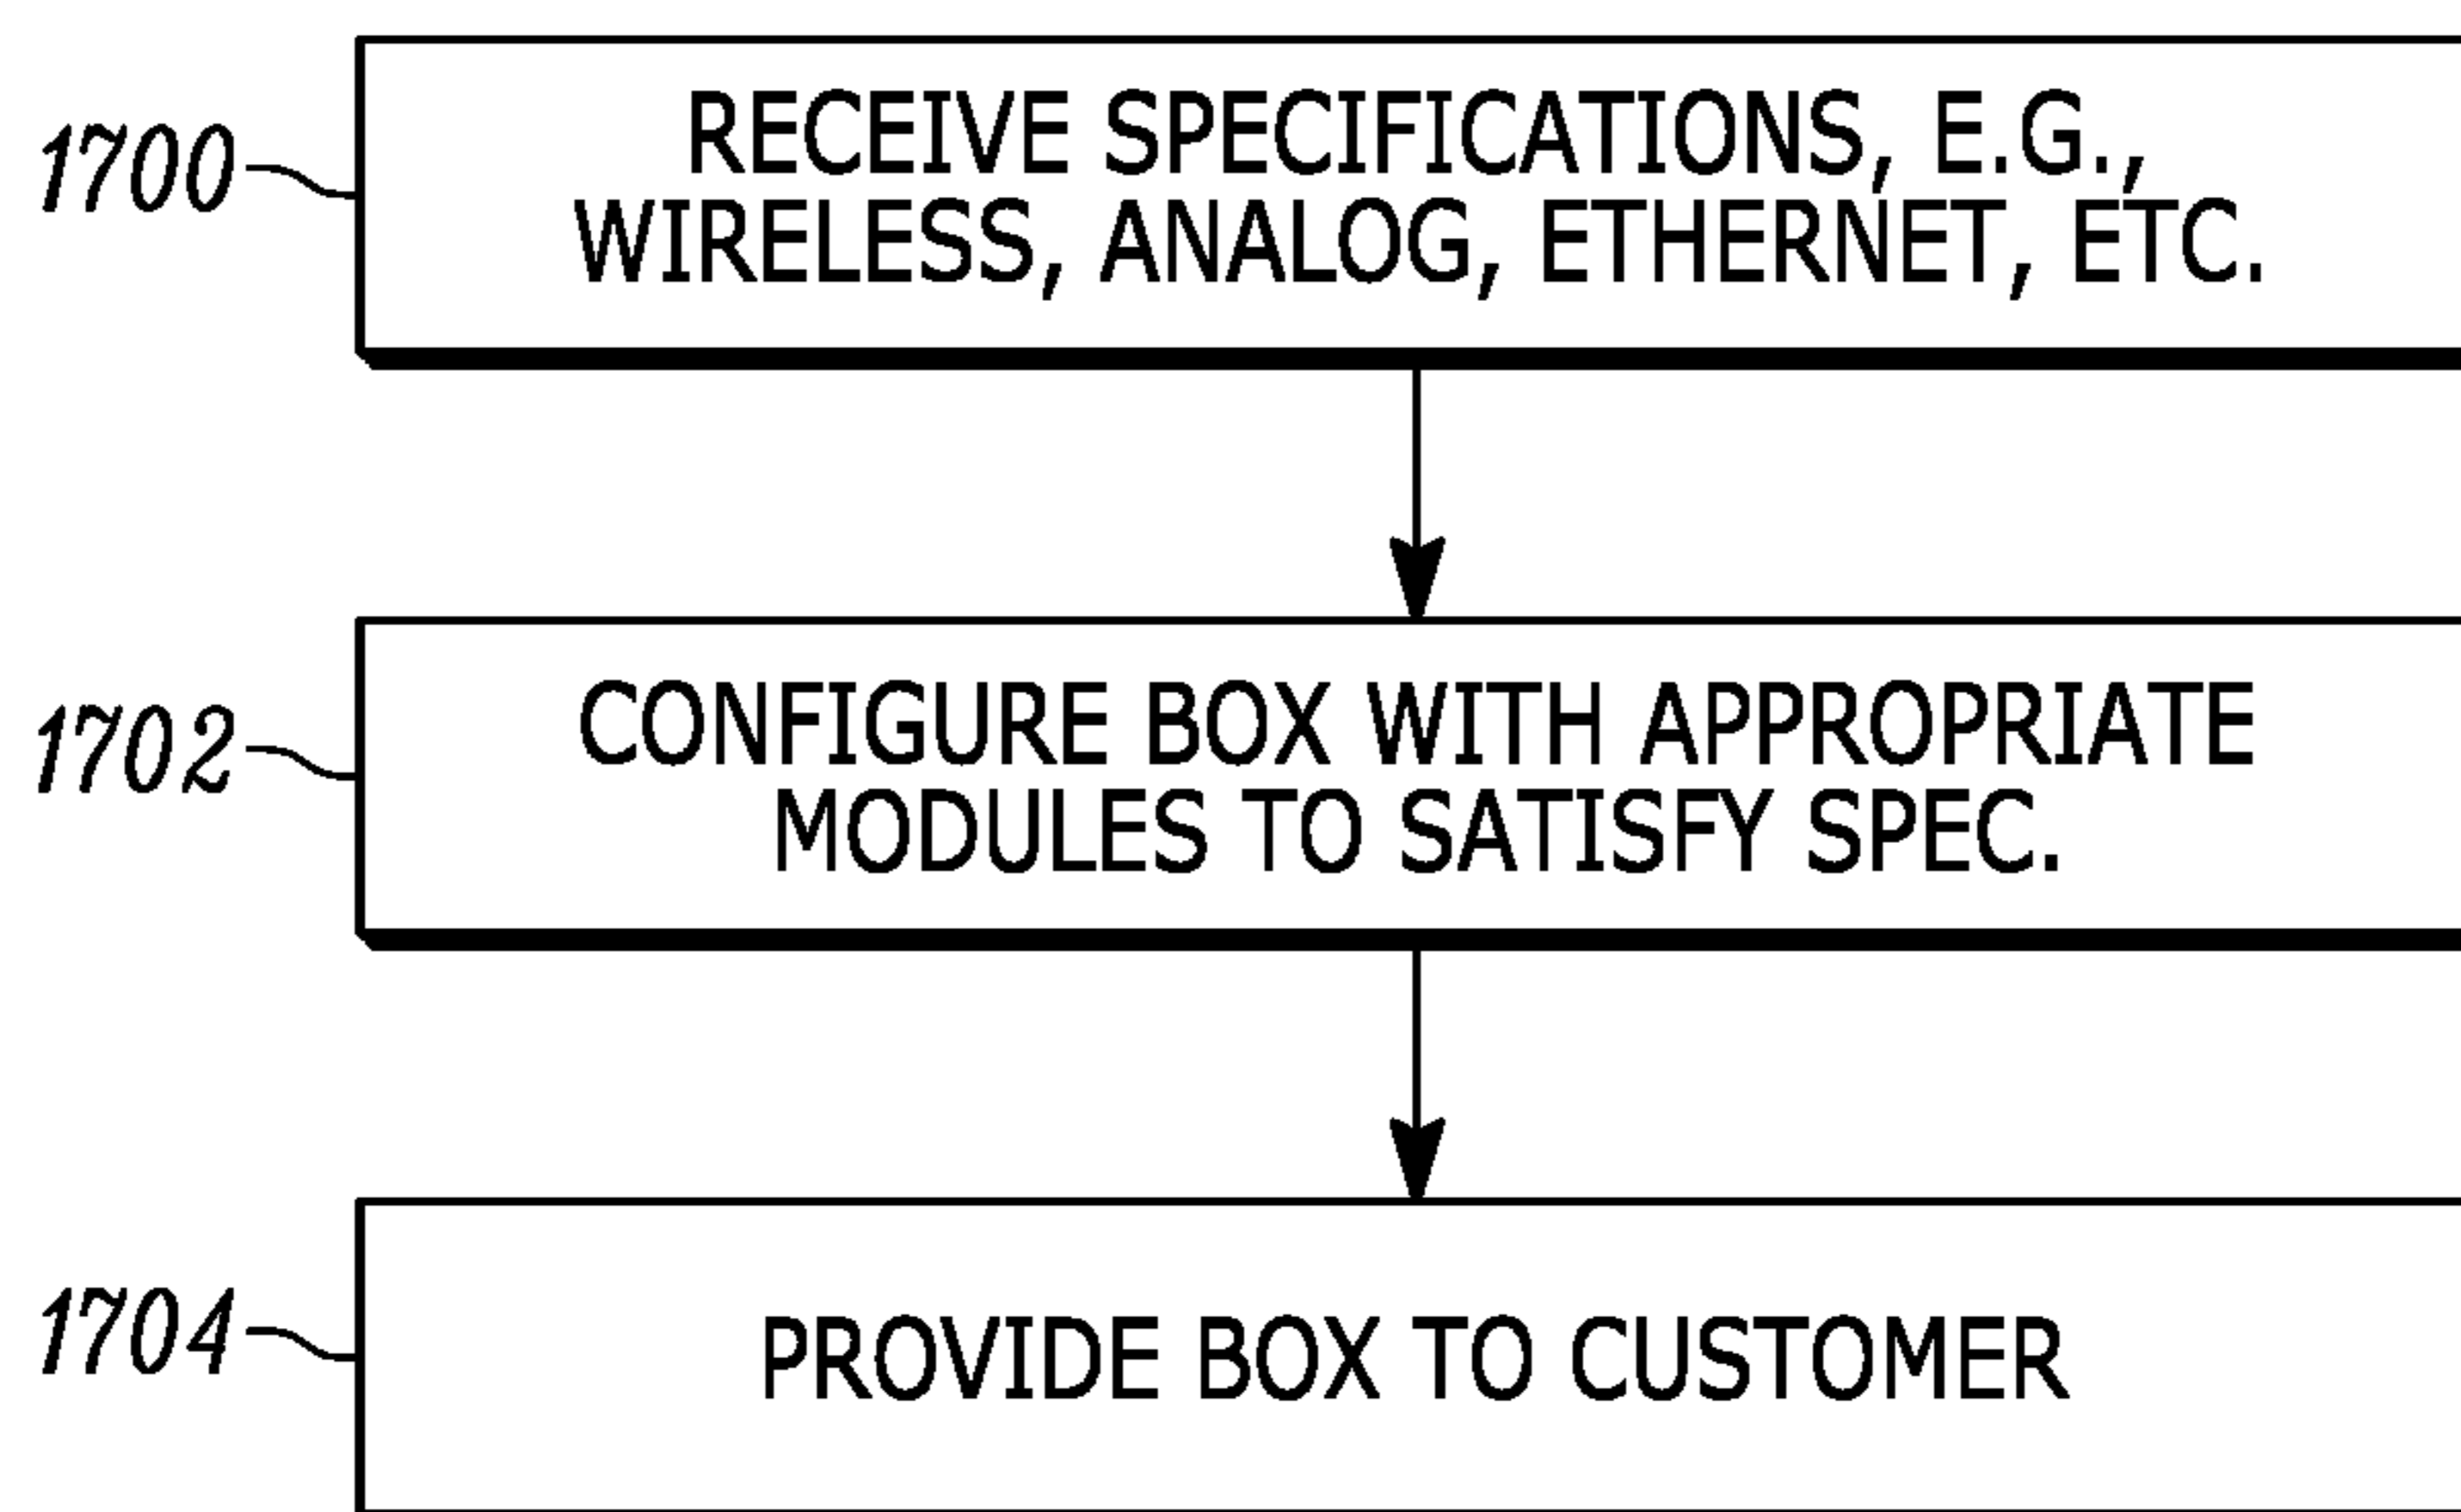 1700
RECEIVE SPECIFICATIONS, E.G.,
WIRELESS, ANALOG, ETHERNET, ETC.
1702
CONFIGURE BOX WITH APPROPRIATE
MODULES TO SATISFY SPEC.
1704
PROVIDE BOX TO CUSTOMER